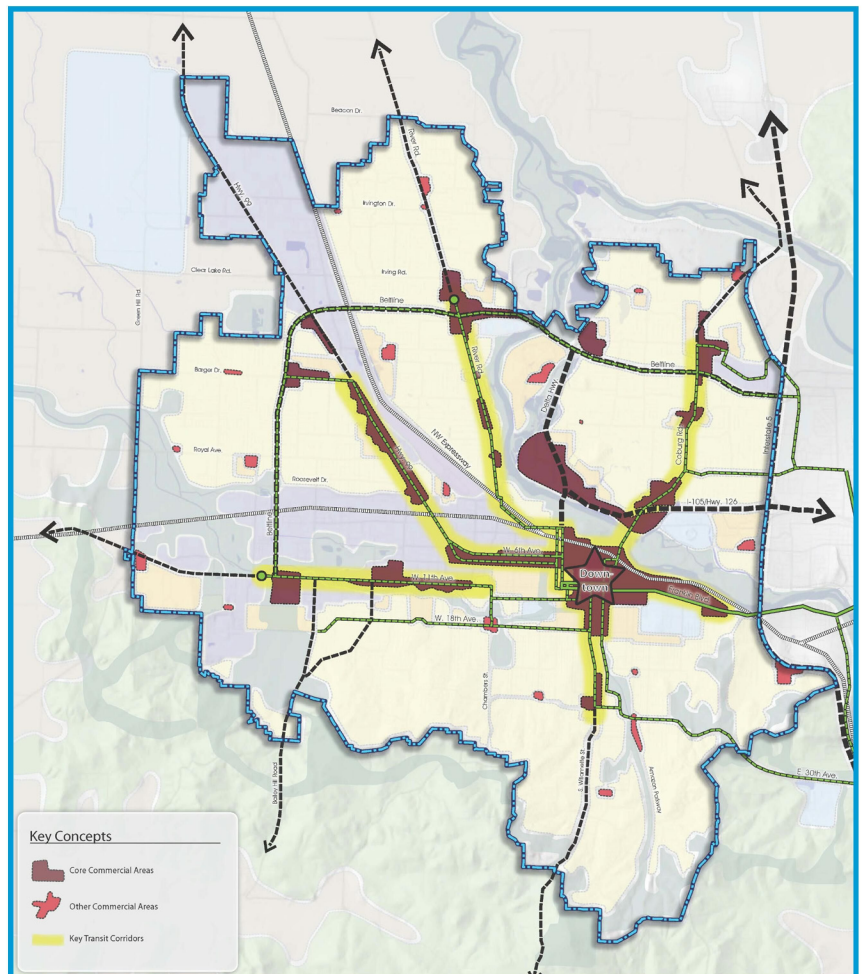 Beacon Dr.
River Rd.
Hwy. 99
Irvington Dr.
Clear Lake Rd.
Irving Rd.
Green Hill Rd.
Beltline
River Rd.
Beltline
Barger Dr.
Delta Hwy.
Coburg Rd.
Interstate 5
NW Expressway
Royal Ave.
Roosevelt Dr.
I-105/Hwy. 126
Beltline
W. 6th Ave.
Down-
town
W. 11th Ave.
Franklin Blvd.
W. 18th Ave.
Chambers St.
S. Willamette St.
Amazon Parkway
E. 30th Ave.
Bailey Hill Road
Key Concepts
Core Commercial Areas
Other Commercial Areas
Key Transit Corridors